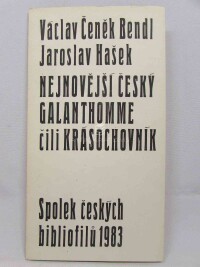 Václav Čeněk Bendl
Jaroslav Hašek
NEJNOVĚJŠÍ ČESKÝ
GALANTHOMME
čili KRASOCHOVNÍK
Spolek českých
bibliofilů 1983